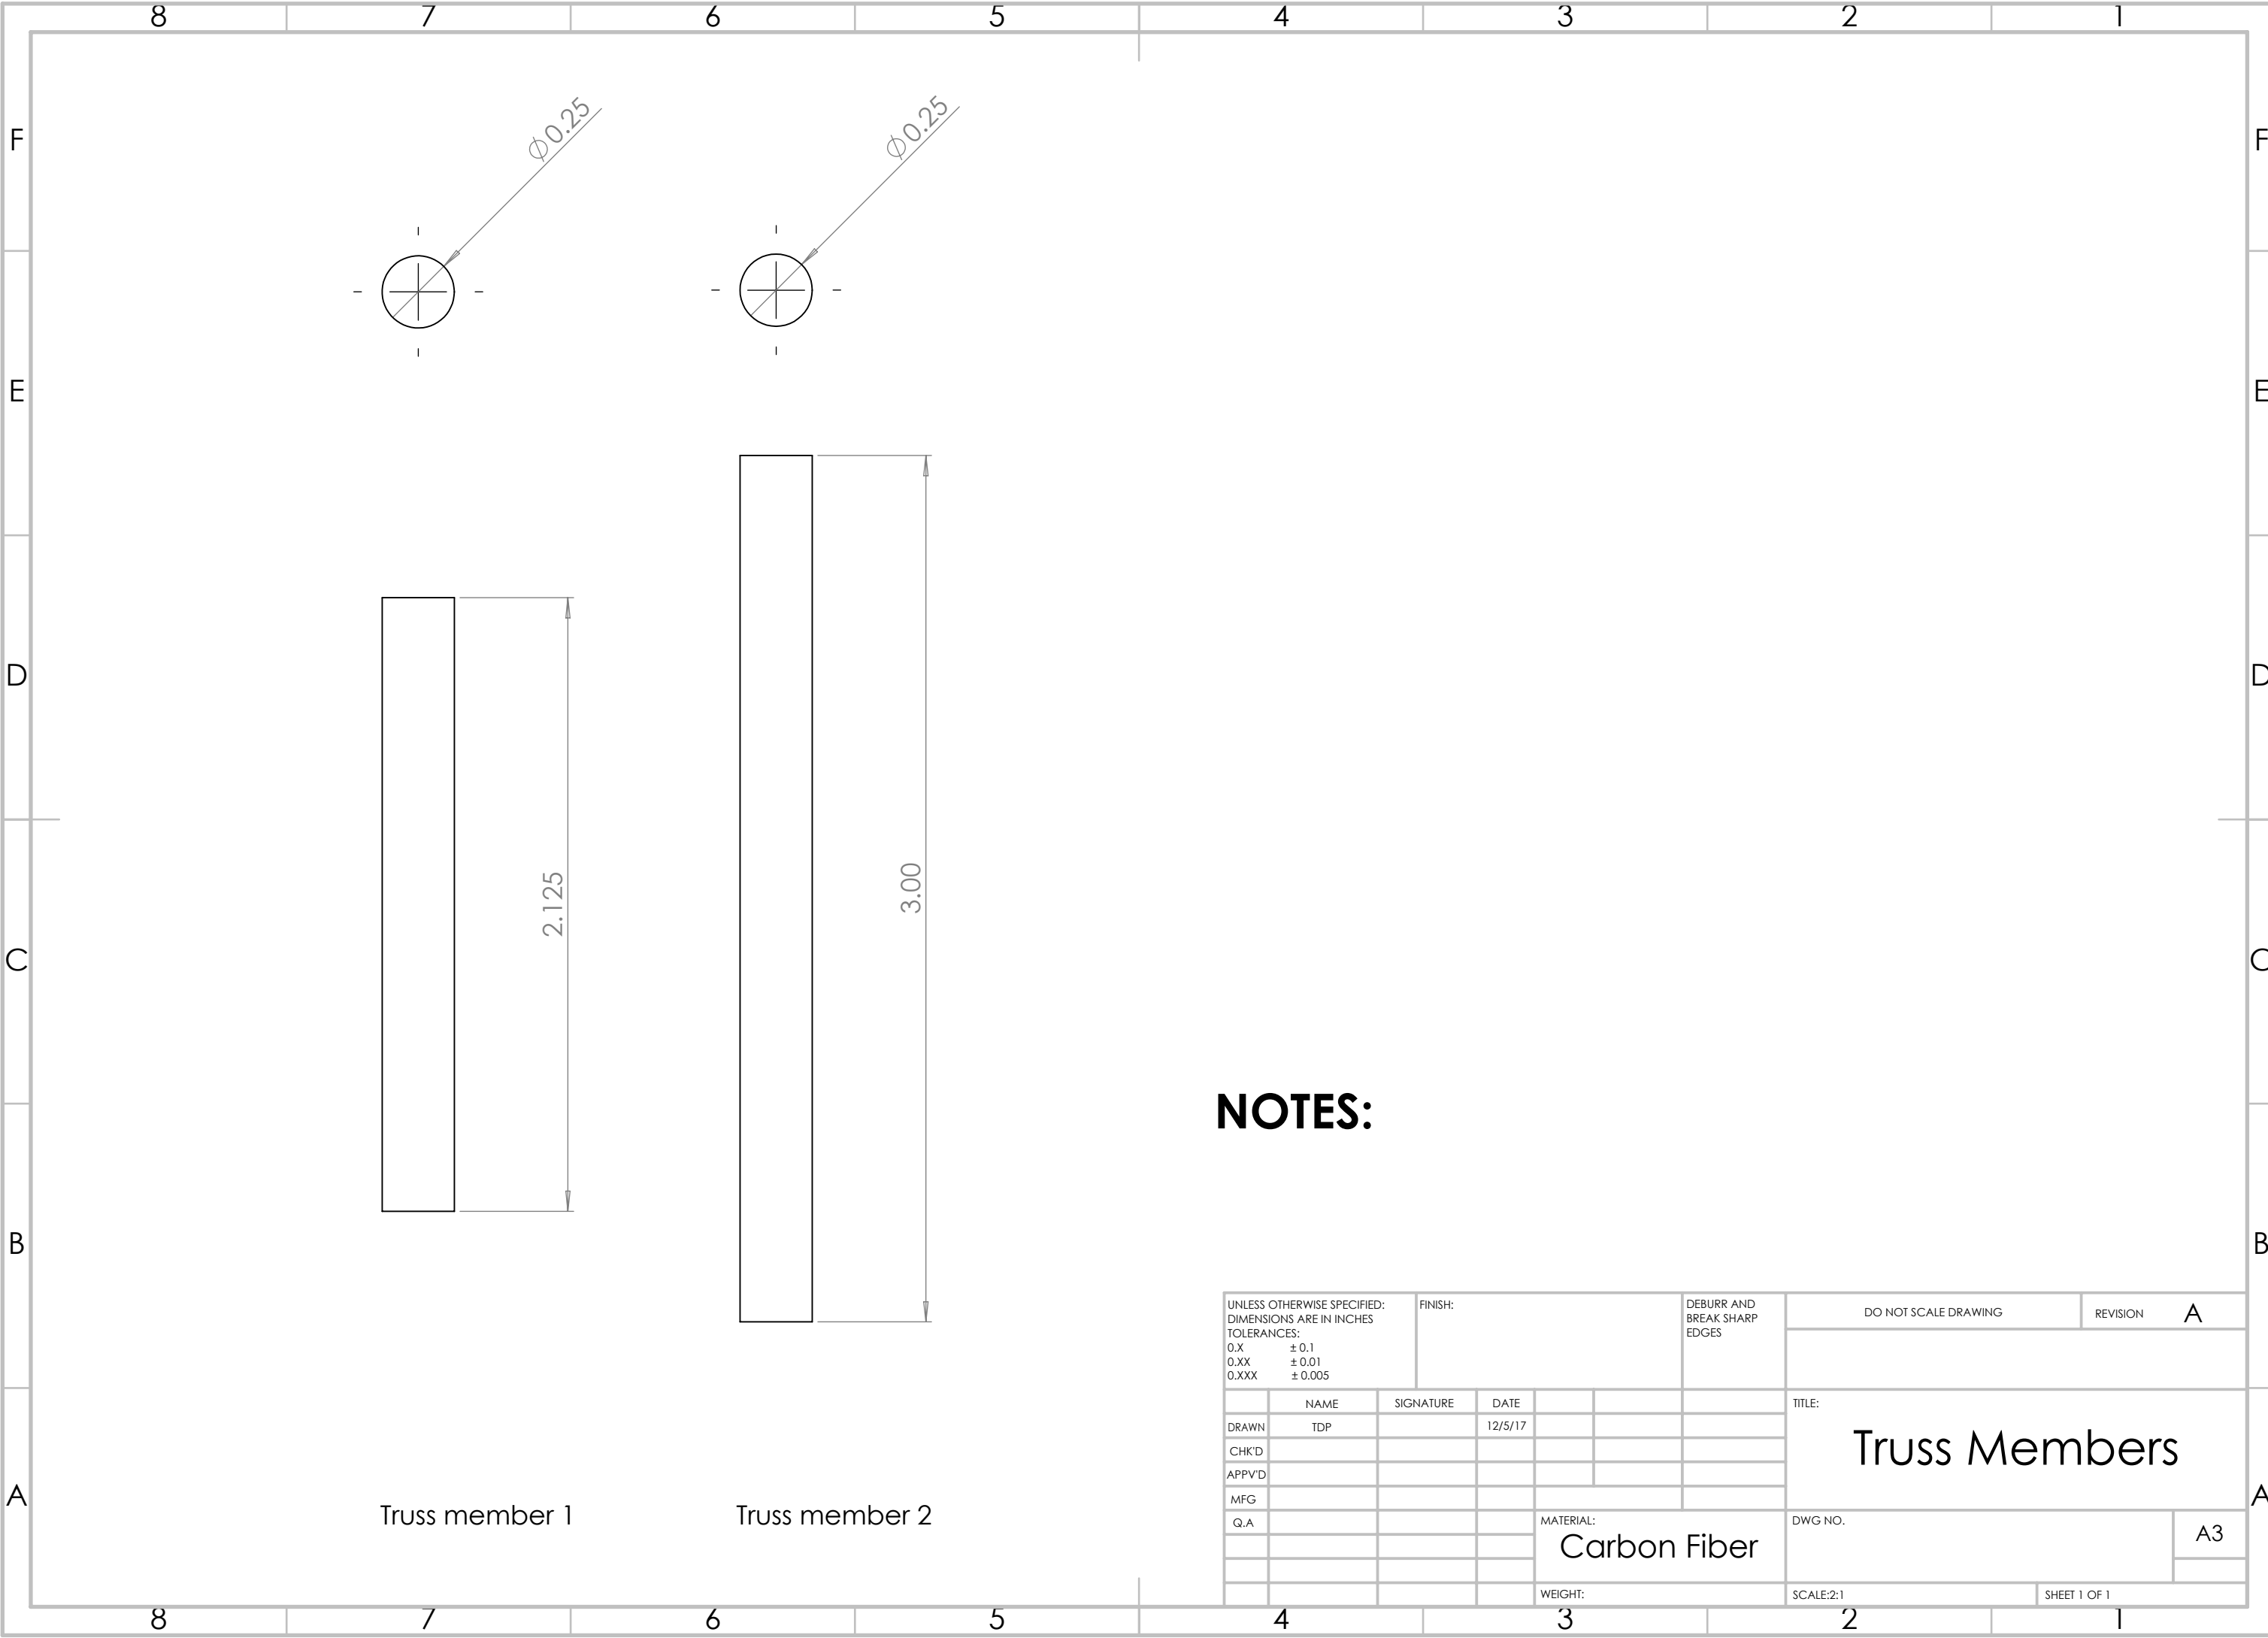 8 7 6 5 4 3 2 1
F F
⌀0.25 ⌀0.25
E E
D D
2.125 3.00
C C
NOTES:
B B
UNLESS OTHERWISE SPECIFIED:
DIMENSIONS ARE IN INCHES
TOLERANCES:
0.X ± 0.1
0.XX ± 0.01
0.XXX ± 0.005
FINISH:
DEBURR AND
BREAK SHARP
EDGES
DO NOT SCALE DRAWING
REVISION A
NAME SIGNATURE DATE
DRAWN TDP 12/5/17
CHK'D
APPV'D
MFG
Q.A
TITLE:
Truss Members
A A
Truss member 1 Truss member 2
MATERIAL:
Carbon Fiber
DWG NO.
A3
WEIGHT:
SCALE:2:1
SHEET 1 OF 1
8 7 6 5 4 3 2 1